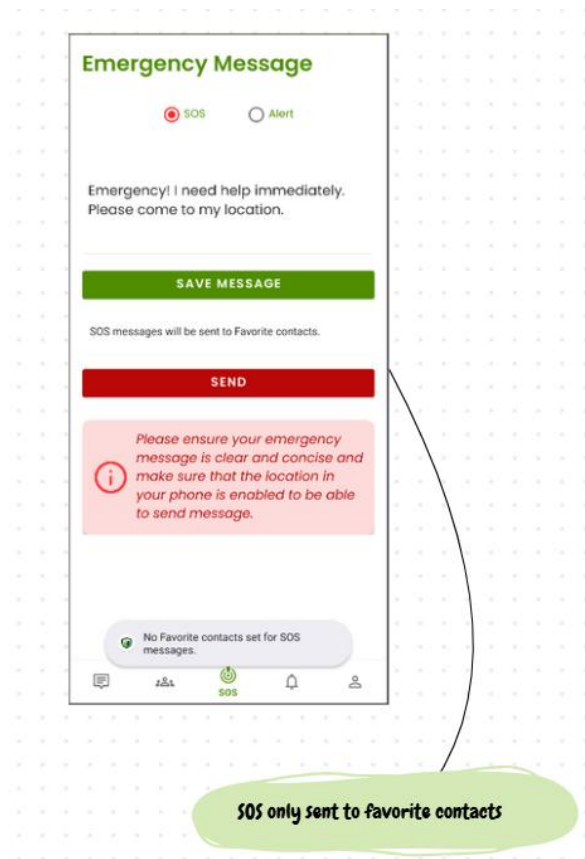 Emergency Message
SOS
Alert
Emergency! I need help immediately.
Please come to my location.
SAVE MESSAGE
SOS messages will be sent to Favorite contacts.
SEND
Please ensure your emergency
message is clear and concise and
make sure that the location in
your phone is enabled to be able
to send message.
No Favorite contacts set for SOS
messages.
SOS
SOS only sent to favorite contacts